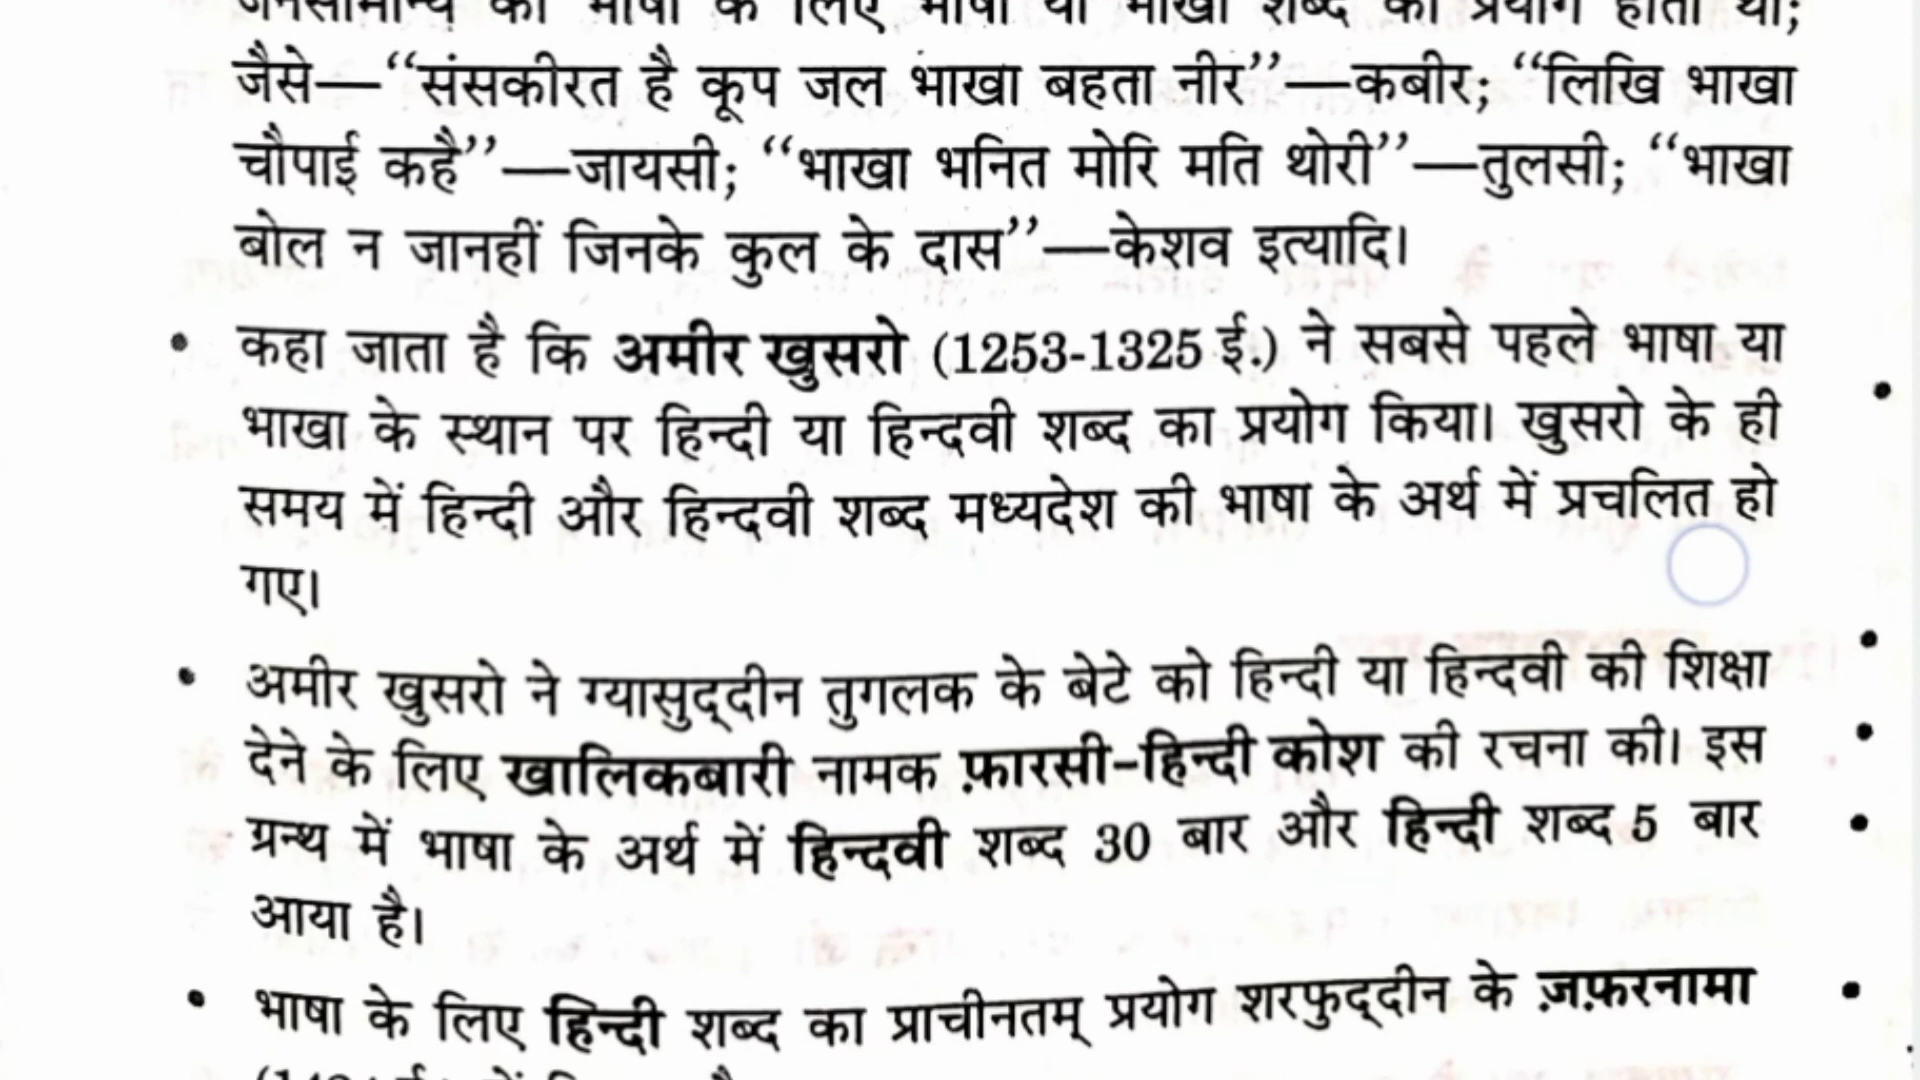 जनसामान्य की भाषा के लिए भाषा या भाखा शब्द का प्रयोग होता था;
जैसे—‘‘संसकीरत है कूप जल भाखा बहता नीर’’—कबीर; ‘‘लिखि भाखा
चौपाई कहै’’—जायसी; ‘‘भाखा भनित मोरि मति थोरी’’—तुलसी; ‘‘भाखा
बोल न जानहीं जिनके कुल के दास’’—केशव इत्यादि।
• कहा जाता है कि अमीर खुसरो (1253-1325 ई.) ने सबसे पहले भाषा या
भाखा के स्थान पर हिन्दी या हिन्दवी शब्द का प्रयोग किया। खुसरो के ही
समय में हिन्दी और हिन्दवी शब्द मध्यदेश की भाषा के अर्थ में प्रचलित हो
गए।
• अमीर खुसरो ने ग्यासुद्दीन तुगलक के बेटे को हिन्दी या हिन्दवी की शिक्षा
देने के लिए खालिकबारी नामक फ़ारसी-हिन्दी कोश की रचना की। इस
ग्रन्थ में भाषा के अर्थ में हिन्दवी शब्द 30 बार और हिन्दी शब्द 5 बार
आया है।
• भाषा के लिए हिन्दी शब्द का प्राचीनतम् प्रयोग शरफुद्दीन के ज़फ़रनामा